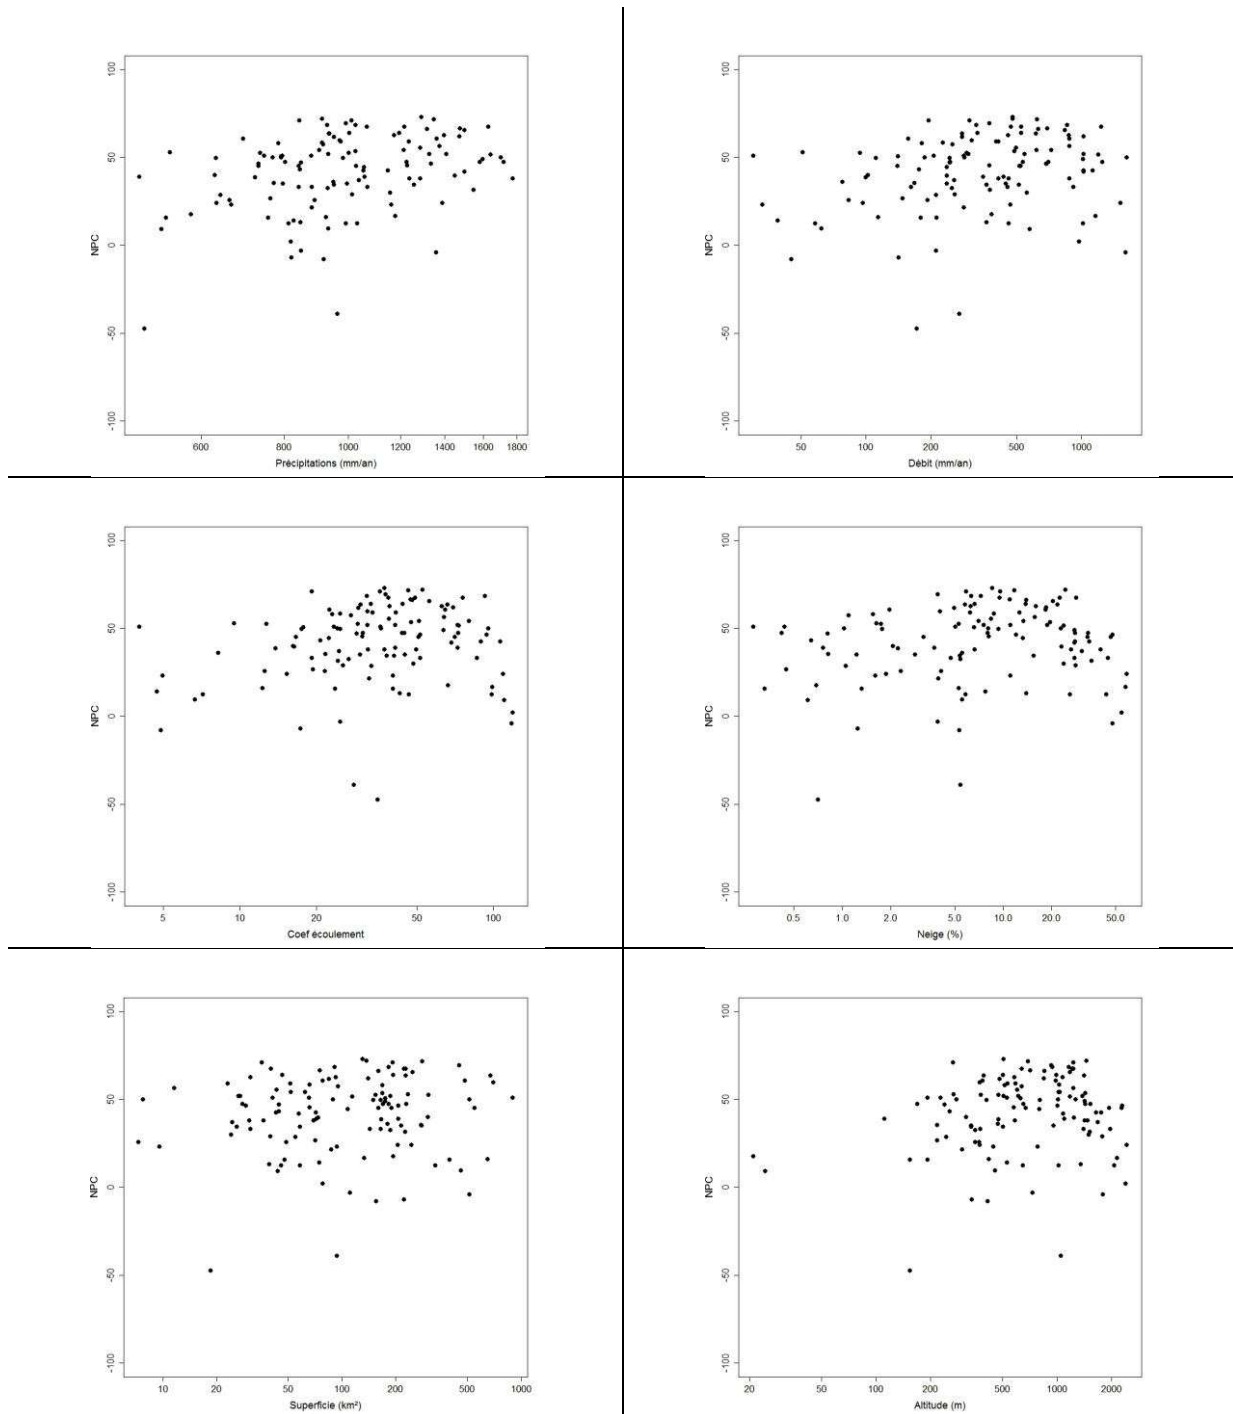 100
50
0
-50
-100
NPC
600 800 1000 1200 1400 1600 1800
Précipitations (mm/an)
100
50
0
-50
-100
NPC
50 100 200 500 1000
Débit (mm/an)
100
50
0
-50
-100
NPC
5 10 20 50 100
Coef écoulement
100
50
0
-50
-100
NPC
0.5 1.0 2.0 5.0 10.0 20.0 50.0
Neige (%)
100
50
0
-50
-100
NPC
10 20 50 100 200 500 1000
Superficie (km²)
100
50
0
-50
-100
NPC
20 50 100 200 500 1000 2000
Altitude (m)